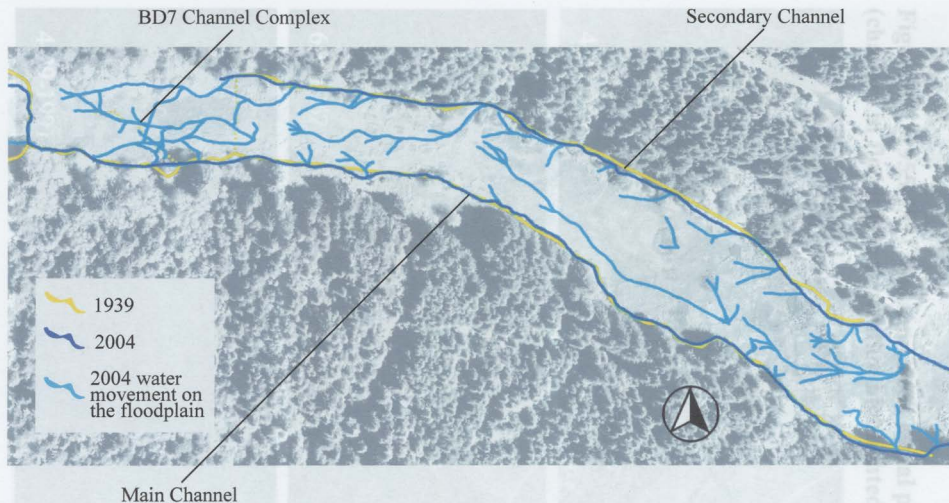 BD7 Channel Complex
Secondary Channel
1939
2004
2004 water
movement on
the floodplain
Main Channel